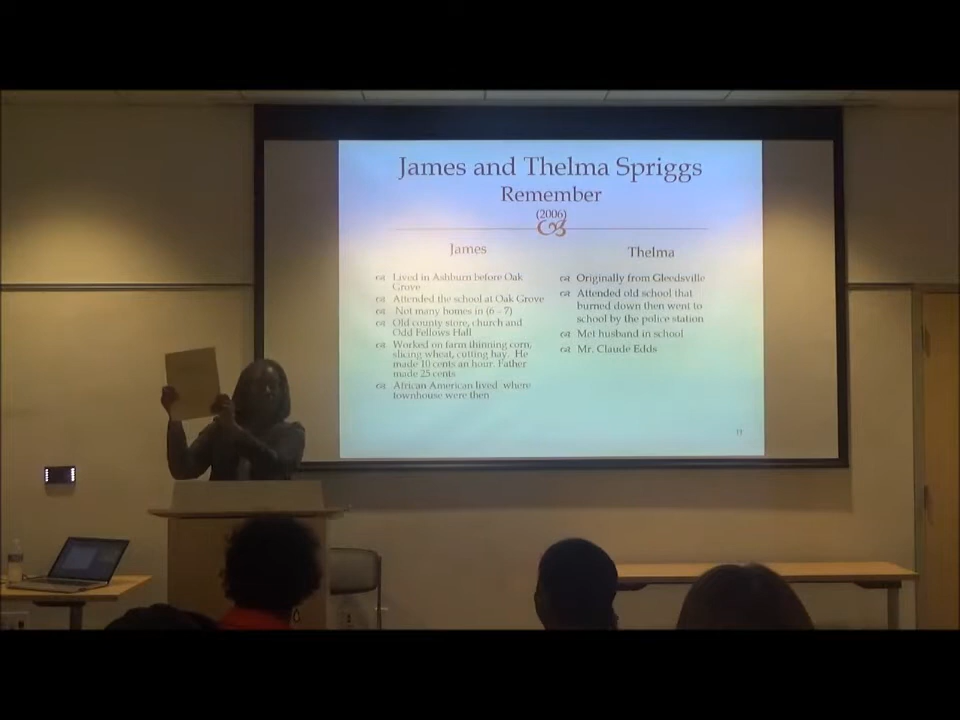 James and Thelma Spriggs
Remember
(2006)
James
Lived in Ashburn before Oak
Grove
Attended the school at Oak Grove
Not many homes in (6 – 7)
Old county store, church and
Odd Fellows Hall
Worked on farm thinning corn,
slicing wheat, cutting hay. He
made 10 cents an hour. Father
made 25 cents
African American lived where
townhouse were then
Thelma
Originally from Gleedsville
Attended old school that
burned down then went to
school by the police station
Met husband in school
Mr. Claude Edds
17